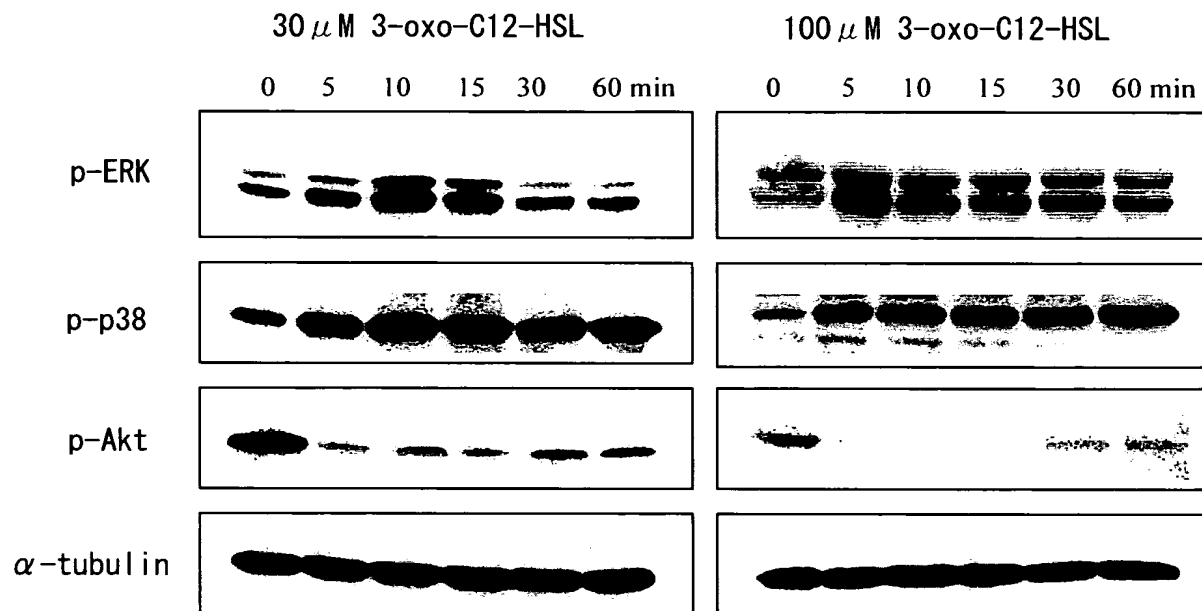 30 μM 3-oxo-C12-HSL
100 μM 3-oxo-C12-HSL
0 5 10 15 30 60 min
0 5 10 15 30 60 min
p-ERK
p-p38
p-Akt
α-tubulin